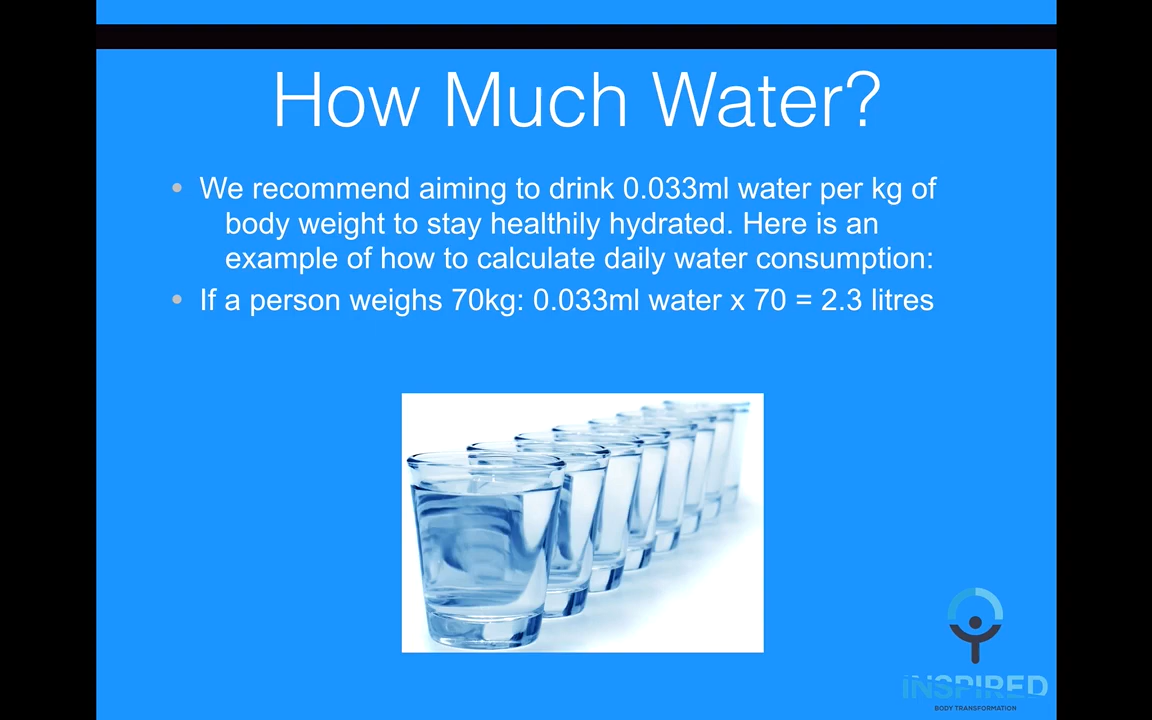 How Much Water?
• We recommend aiming to drink 0.033ml water per kg of
body weight to stay healthily hydrated. Here is an
example of how to calculate daily water consumption:
• If a person weighs 70kg: 0.033ml water x 70 = 2.3 litres
INSPIRED
BODY TRANSFORMATION